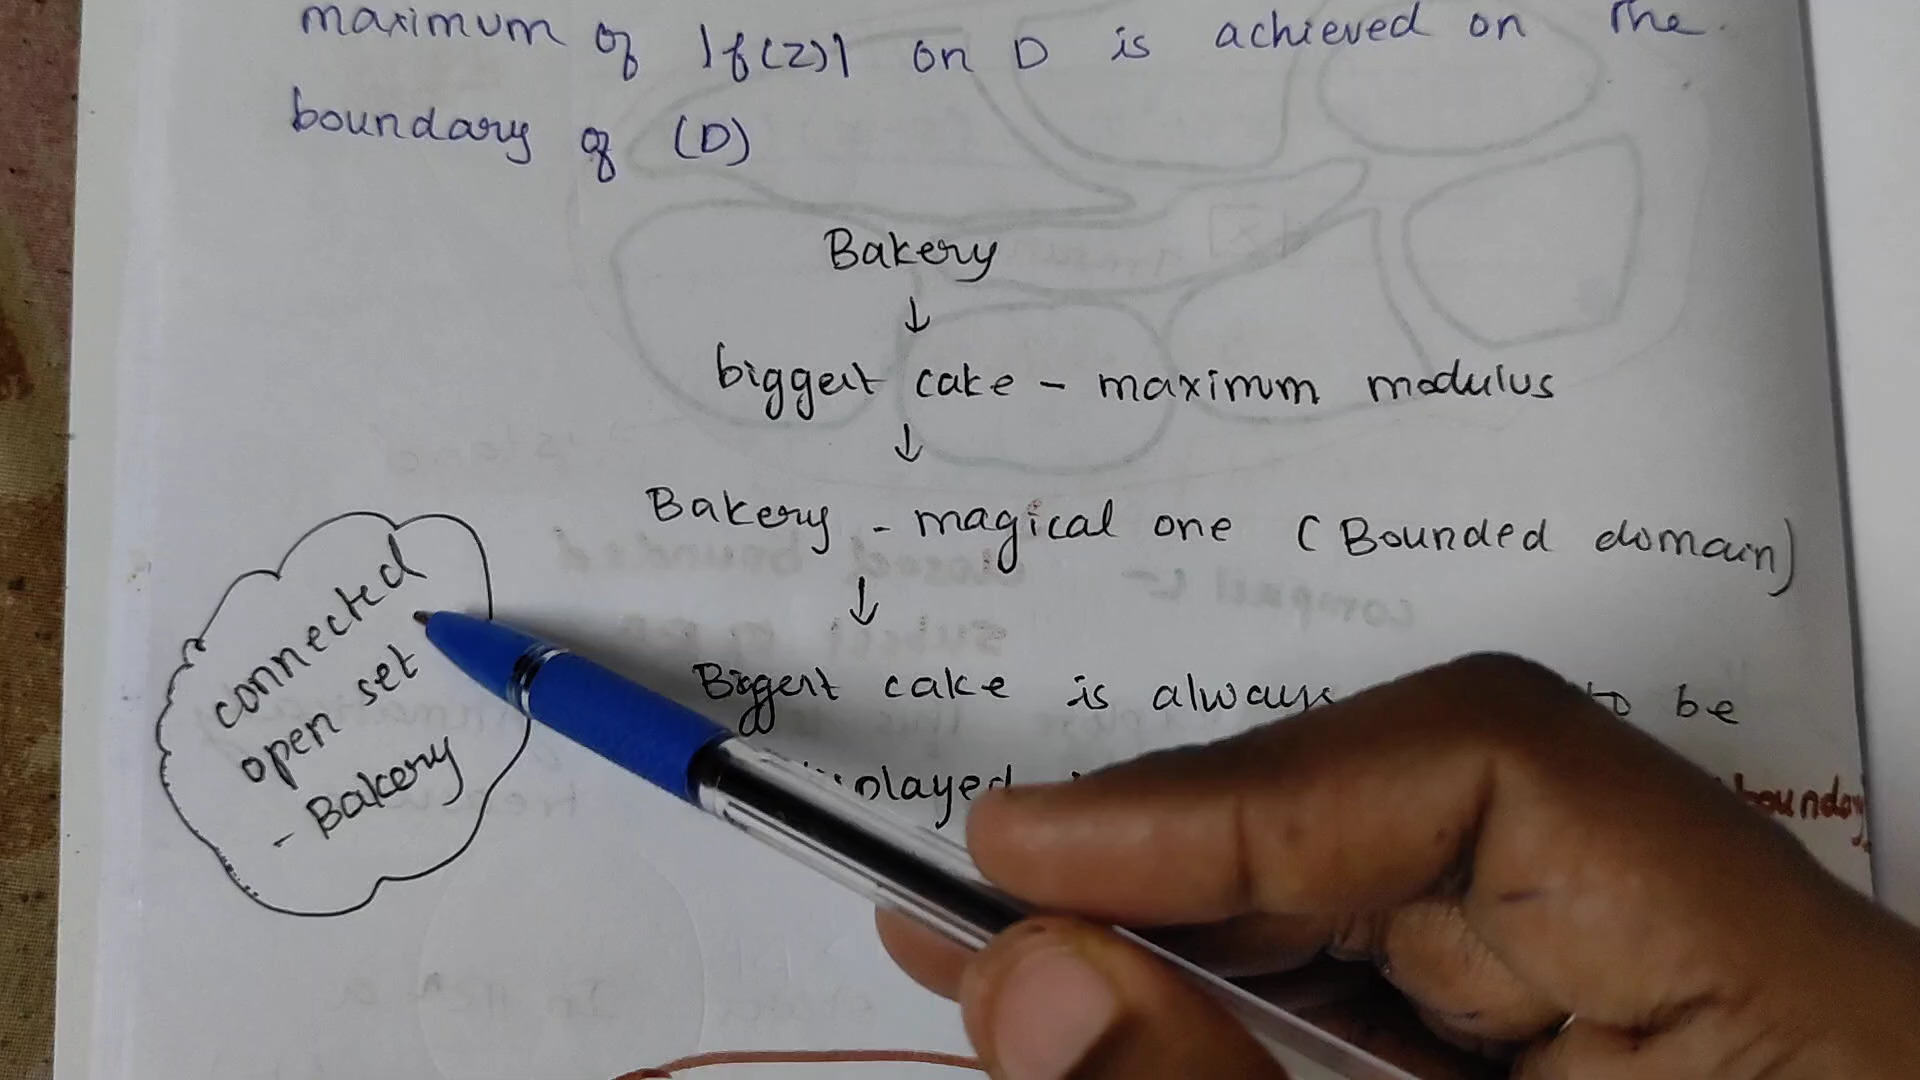 maximum of |f(z)| on D is achieved on the
boundary of (D)
Bakery
↓
biggest cake - maximum modulus
↓
Bakery - magical one (Bounded domain)
↓
Biggest cake is always to be
connected
open set
- Bakery